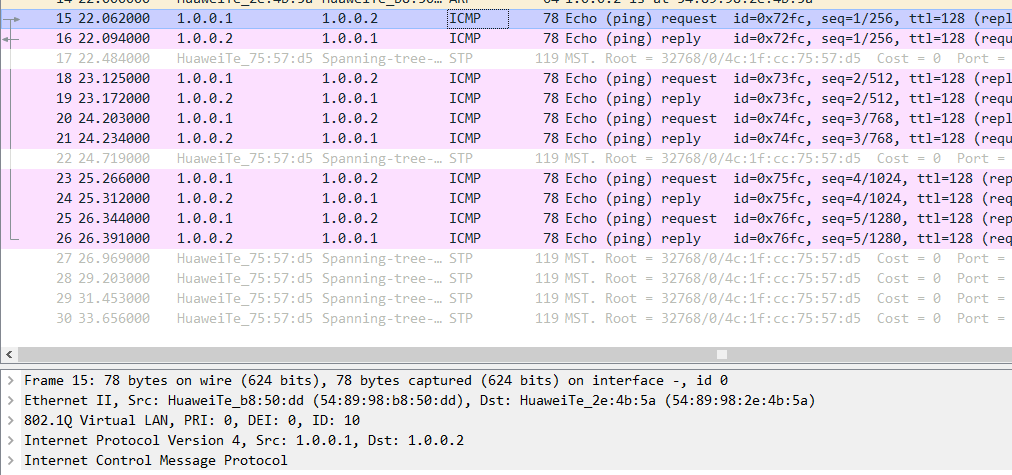 15 22.062000 1.0.0.1 1.0.0.2 ICMP 78 Echo (ping) request id=0x72fc, seq=1/256, ttl=128 (repl
16 22.094000 1.0.0.2 1.0.0.1 ICMP 78 Echo (ping) reply id=0x72fc, seq=1/256, ttl=128 (requ
17 22.484000 HuaweiTe_75:57:d5 Spanning-tree-… STP 119 MST. Root = 32768/0/4c:1f:cc:75:57:d5 Cost = 0 Port =
18 23.125000 1.0.0.1 1.0.0.2 ICMP 78 Echo (ping) request id=0x73fc, seq=2/512, ttl=128 (repl
19 23.172000 1.0.0.2 1.0.0.1 ICMP 78 Echo (ping) reply id=0x73fc, seq=2/512, ttl=128 (requ
20 24.203000 1.0.0.1 1.0.0.2 ICMP 78 Echo (ping) request id=0x74fc, seq=3/768, ttl=128 (repl
21 24.234000 1.0.0.2 1.0.0.1 ICMP 78 Echo (ping) reply id=0x74fc, seq=3/768, ttl=128 (requ
22 24.719000 HuaweiTe_75:57:d5 Spanning-tree-… STP 119 MST. Root = 32768/0/4c:1f:cc:75:57:d5 Cost = 0 Port =
23 25.266000 1.0.0.1 1.0.0.2 ICMP 78 Echo (ping) request id=0x75fc, seq=4/1024, ttl=128 (rep
24 25.312000 1.0.0.2 1.0.0.1 ICMP 78 Echo (ping) reply id=0x75fc, seq=4/1024, ttl=128 (req
25 26.344000 1.0.0.1 1.0.0.2 ICMP 78 Echo (ping) request id=0x76fc, seq=5/1280, ttl=128 (rep
26 26.391000 1.0.0.2 1.0.0.1 ICMP 78 Echo (ping) reply id=0x76fc, seq=5/1280, ttl=128 (req
27 26.969000 HuaweiTe_75:57:d5 Spanning-tree-… STP 119 MST. Root = 32768/0/4c:1f:cc:75:57:d5 Cost = 0 Port =
28 29.203000 HuaweiTe_75:57:d5 Spanning-tree-… STP 119 MST. Root = 32768/0/4c:1f:cc:75:57:d5 Cost = 0 Port =
29 31.453000 HuaweiTe_75:57:d5 Spanning-tree-… STP 119 MST. Root = 32768/0/4c:1f:cc:75:57:d5 Cost = 0 Port =
30 33.656000 HuaweiTe_75:57:d5 Spanning-tree-… STP 119 MST. Root = 32768/0/4c:1f:cc:75:57:d5 Cost = 0 Port =
Frame 15: 78 bytes on wire (624 bits), 78 bytes captured (624 bits) on interface -, id 0
Ethernet II, Src: HuaweiTe_b8:50:dd (54:89:98:b8:50:dd), Dst: HuaweiTe_2e:4b:5a (54:89:98:2e:4b:5a)
802.1Q Virtual LAN, PRI: 0, DEI: 0, ID: 10
Internet Protocol Version 4, Src: 1.0.0.1, Dst: 1.0.0.2
Internet Control Message Protocol